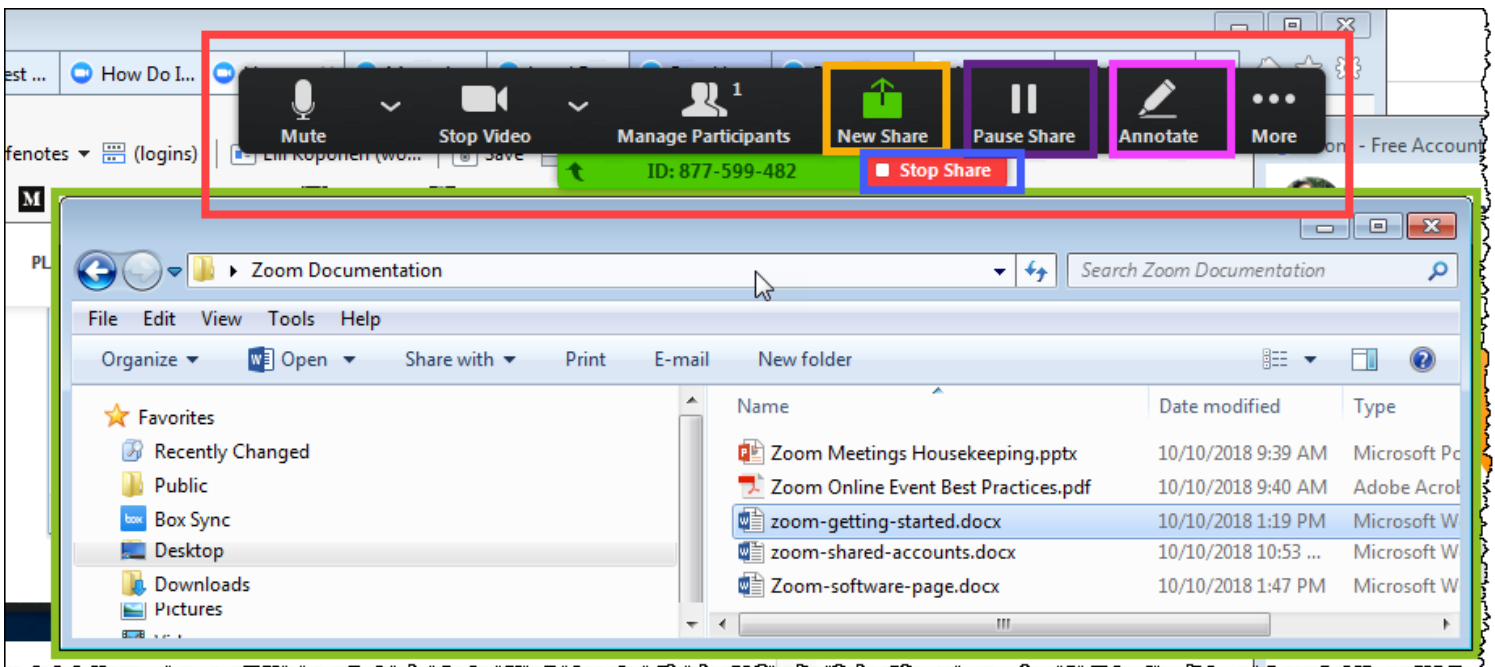 est ... How Do I...
1
Mute Stop Video Manage Participants New Share Pause Share Annotate More
fenotes (logins) Save - Free Account
ID: 877-599-482 Stop Share
M
PL
Zoom Documentation Search Zoom Documentation
File Edit View Tools Help
Organize Open Share with Print E-mail New folder
Name Date modified Type
Favorites
Recently Changed Zoom Meetings Housekeeping.pptx 10/10/2018 9:39 AM Microsoft Po
Public Zoom Online Event Best Practices.pdf 10/10/2018 9:40 AM Adobe Acrob
box Box Sync zoom-getting-started.docx 10/10/2018 1:19 PM Microsoft W
Desktop zoom-shared-accounts.docx 10/10/2018 10:53 ... Microsoft W
Downloads Zoom-software-page.docx 10/10/2018 1:47 PM Microsoft W
Pictures